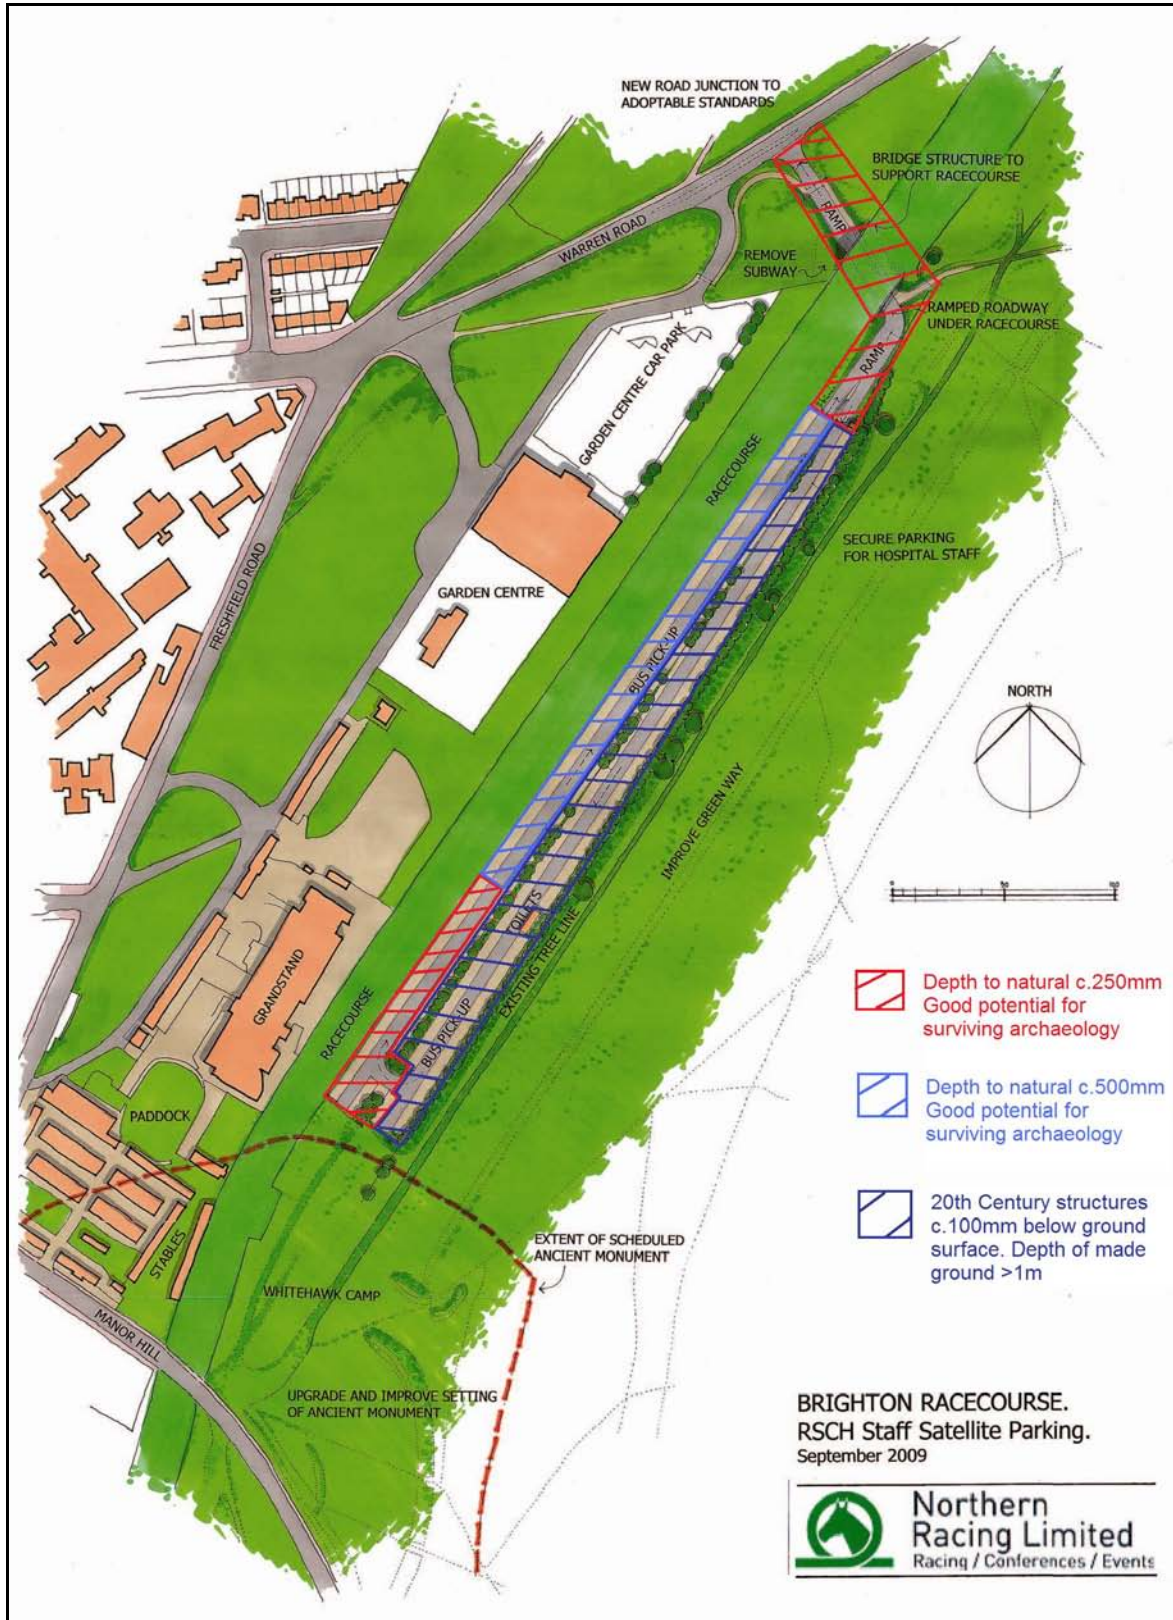 NEW ROAD JUNCTION TO
ADOPTABLE STANDARDS
BRIDGE STRUCTURE TO
SUPPORT RACECOURSE
RAMP
WARREN ROAD
REMOVE
SUBWAY
RAMPED ROADWAY
UNDER RACECOURSE
RAMP
GARDEN CENTRE CAR PARK
RACECOURSE
SECURE PARKING
FOR HOSPITAL STAFF
FRESHFIELD ROAD
GARDEN CENTRE
BUS PICK-UP
NORTH
IMPROVE GREEN WAY
0
50
TOILETS
EXISTING TREE LINE
GRANDSTAND
BUS PICK-UP
RACECOURSE
Depth to natural c.250mm
Good potential for
surviving archaeology
PADDOCK
Depth to natural c.500mm
Good potential for
surviving archaeology
20th Century structures
c.100mm below ground
surface. Depth of made
ground >1m
STABLES
EXTENT OF SCHEDULED
ANCIENT MONUMENT
WHITEHAWK CAMP
MANOR HILL
UPGRADE AND IMPROVE SETTING
OF ANCIENT MONUMENT
BRIGHTON RACECOURSE.
RSCH Staff Satellite Parking.
September 2009
Northern
Racing Limited
Racing / Conferences / Events